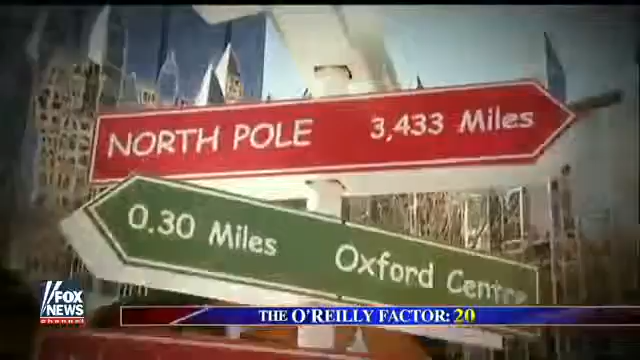 NORTH POLE 3,433 Miles
0.30 Miles Oxford Centre
FOX
NEWS
channel
THE O'REILLY FACTOR: 20